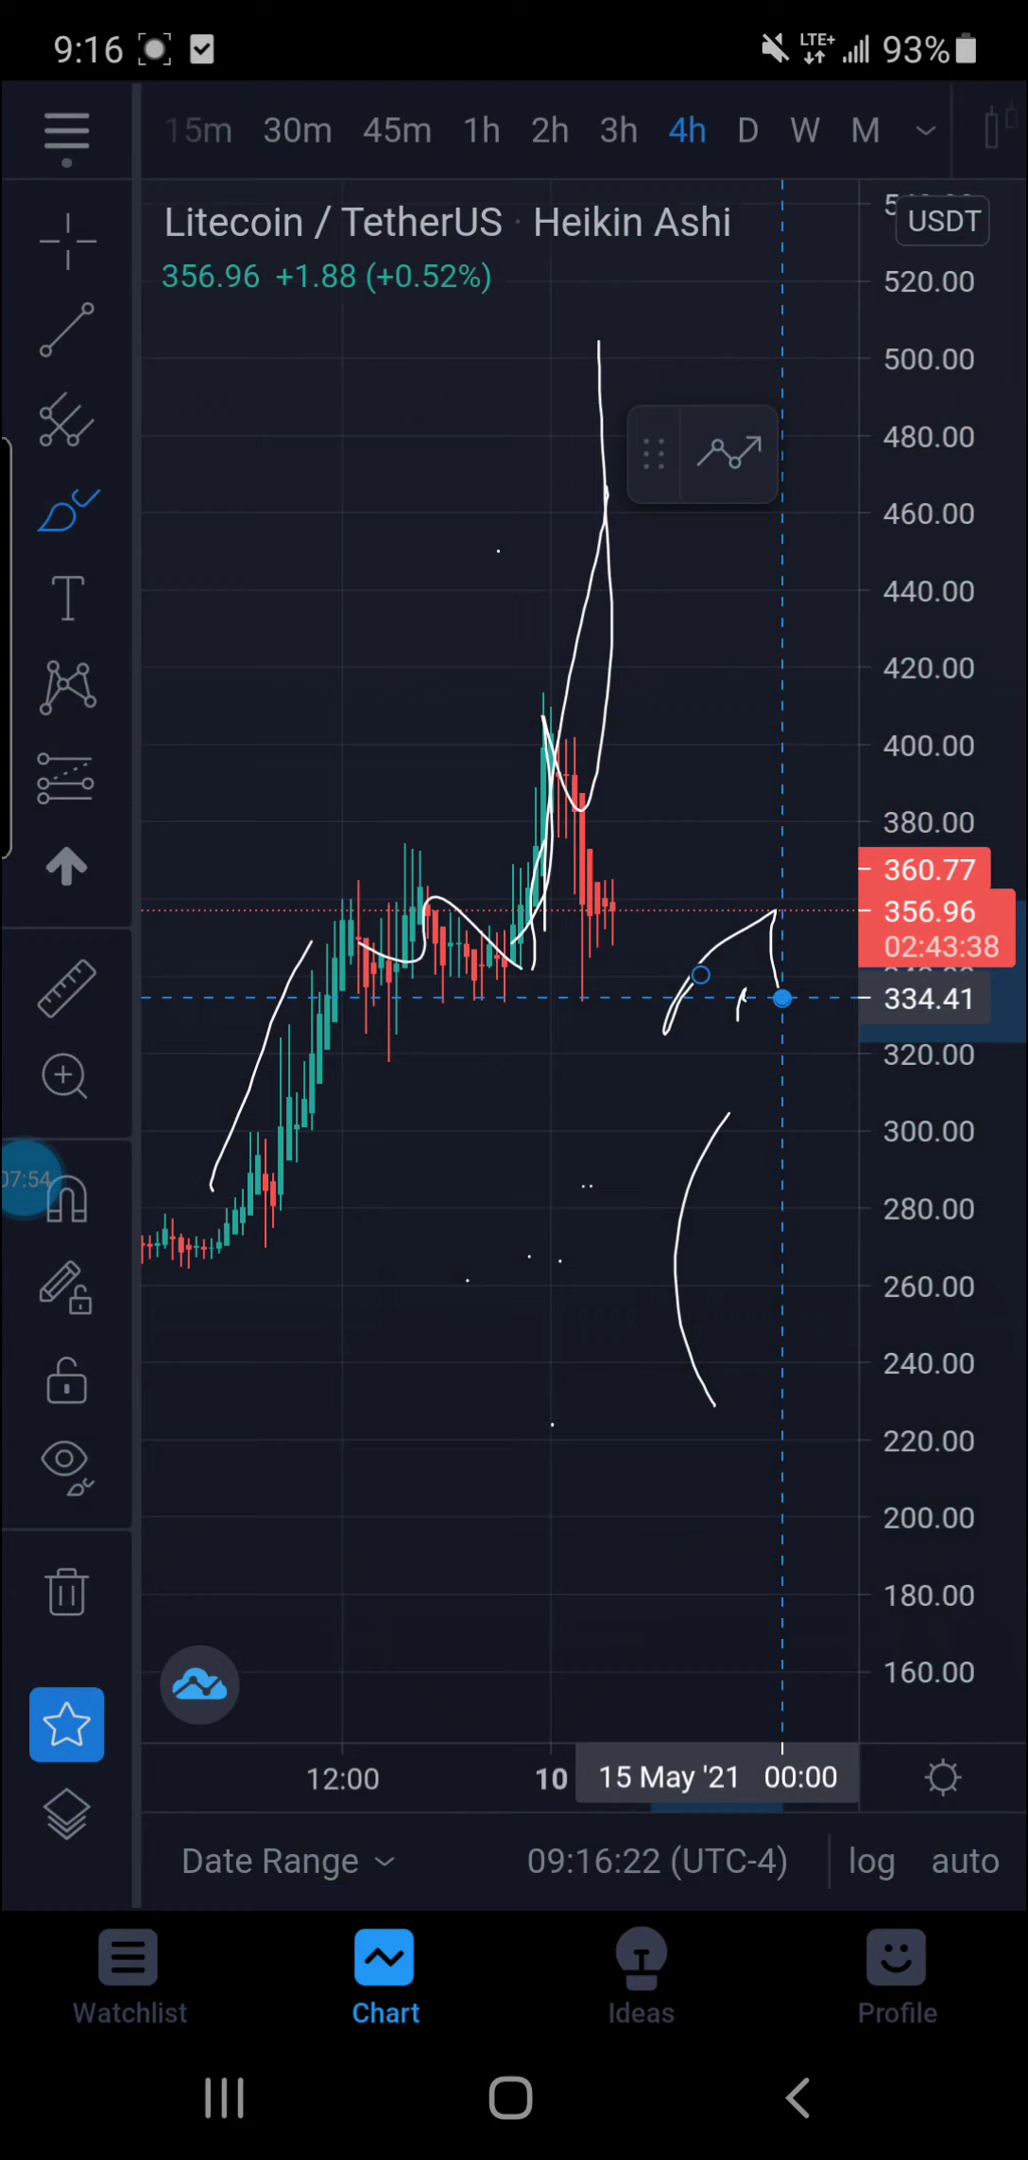 9:16 LTE+ 93%
15m 30m 45m 1h 2h 3h 4h D W M
Litecoin / TetherUS · Heikin Ashi
USDT
356.96 +1.88 (+0.52%)
520.00
500.00
480.00
460.00
440.00
420.00
400.00
380.00
360.77
356.96
02:43:38
334.41
320.00
300.00
07:54
280.00
260.00
240.00
220.00
200.00
180.00
160.00
12:00 10 15 May '21 00:00
Date Range 09:16:22 (UTC-4) log auto
Watchlist Chart Ideas Profile